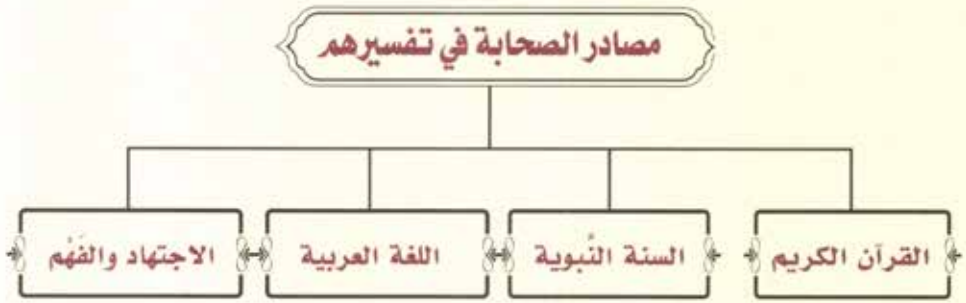 مصادر الصحابة في تفسيرهم
القرآن الكريم
السنة النَّبوية
اللغة العربية
الاجتهاد والفَهْم